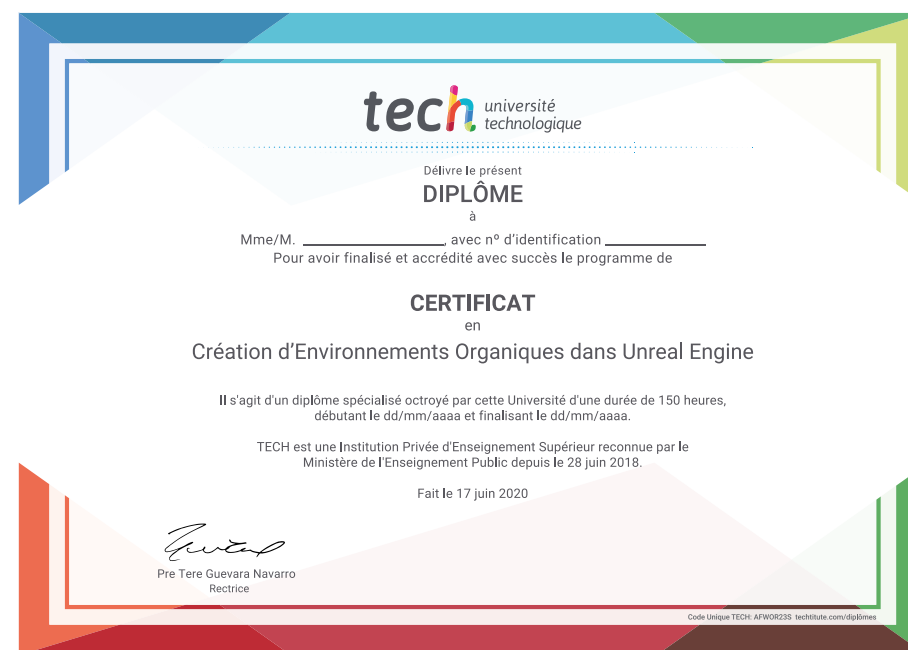 tech université
technologique
Délivre le présent
DIPLÔME
à
Mme/M. ____________________, avec nº d'identification ______________
Pour avoir finalisé et accrédité avec succès le programme de
CERTIFICAT
en
Création d'Environnements Organiques dans Unreal Engine
Il s'agit d'un diplôme spécialisé octroyé par cette Université d'une durée de 150 heures,
débutant le dd/mm/aaaa et finalisant le dd/mm/aaaa.
TECH est une Institution Privée d'Enseignement Supérieur reconnue par le
Ministère de l'Enseignement Public depuis le 28 juin 2018.
Fait le 17 juin 2020
Pre Tere Guevara Navarro
Rectrice
Code Unique TECH: AFWOR23S techtitute.com/diplômes